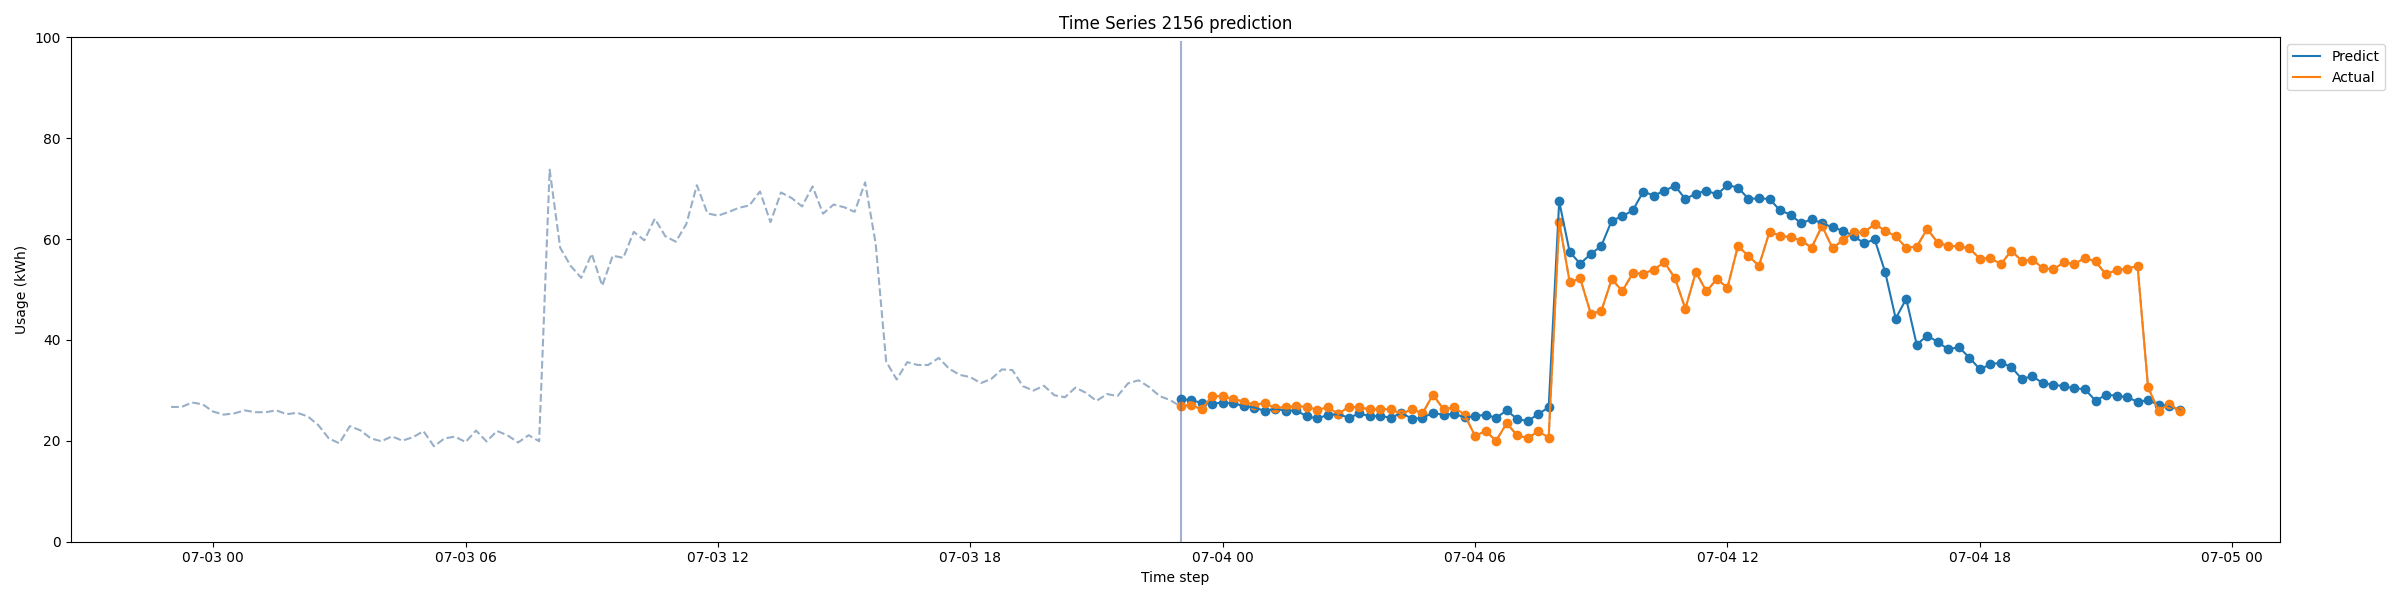 Time Series 2156 prediction
100
80
60
40
20
0
Usage (kWh)
Predict
Actual
07-03 00 07-03 06 07-03 12 07-03 18 07-04 00 07-04 06 07-04 12 07-04 18 07-05 00
Time step